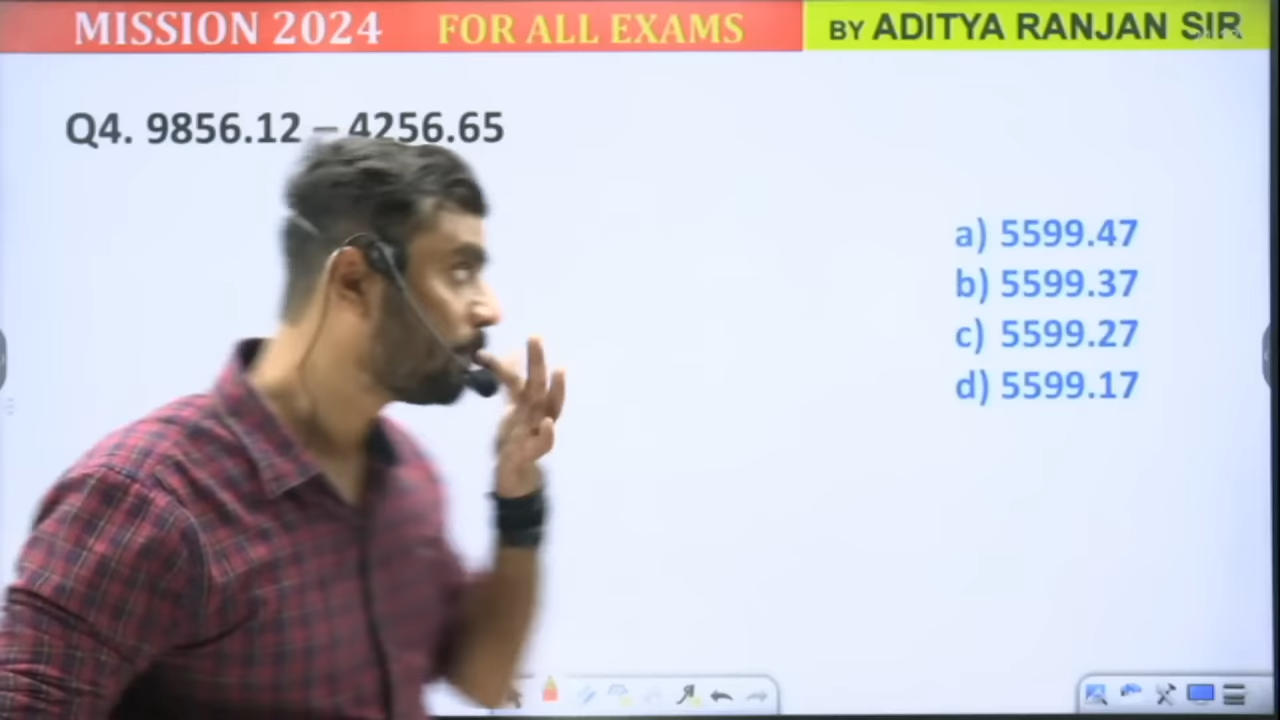 MISSION 2024 FOR ALL EXAMS BY ADITYA RANJAN SIR
Q4. 9856.12 – 4256.65
a) 5599.47
b) 5599.37
c) 5599.27
d) 5599.17